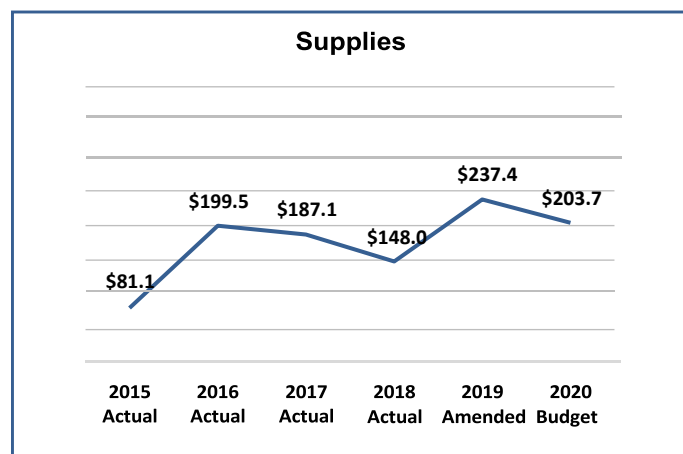 Supplies
$237.4
$203.7
$199.5
$187.1
$148.0
$81.1
2015 2016 2017 2018 2019 2020
Actual Actual Actual Actual Amended Budget